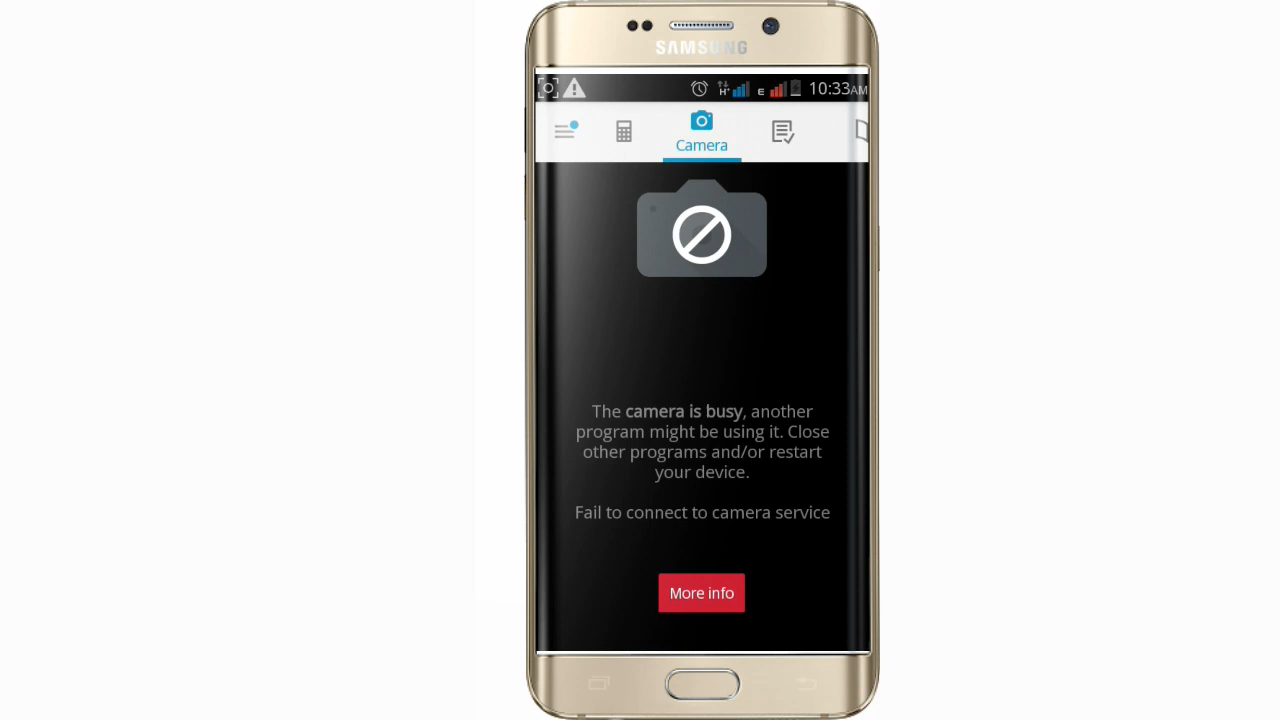 SAMSUNG
H+ E 10:33AM
Camera
The camera is busy, another
program might be using it. Close
other programs and/or restart
your device.
Fail to connect to camera service
More info